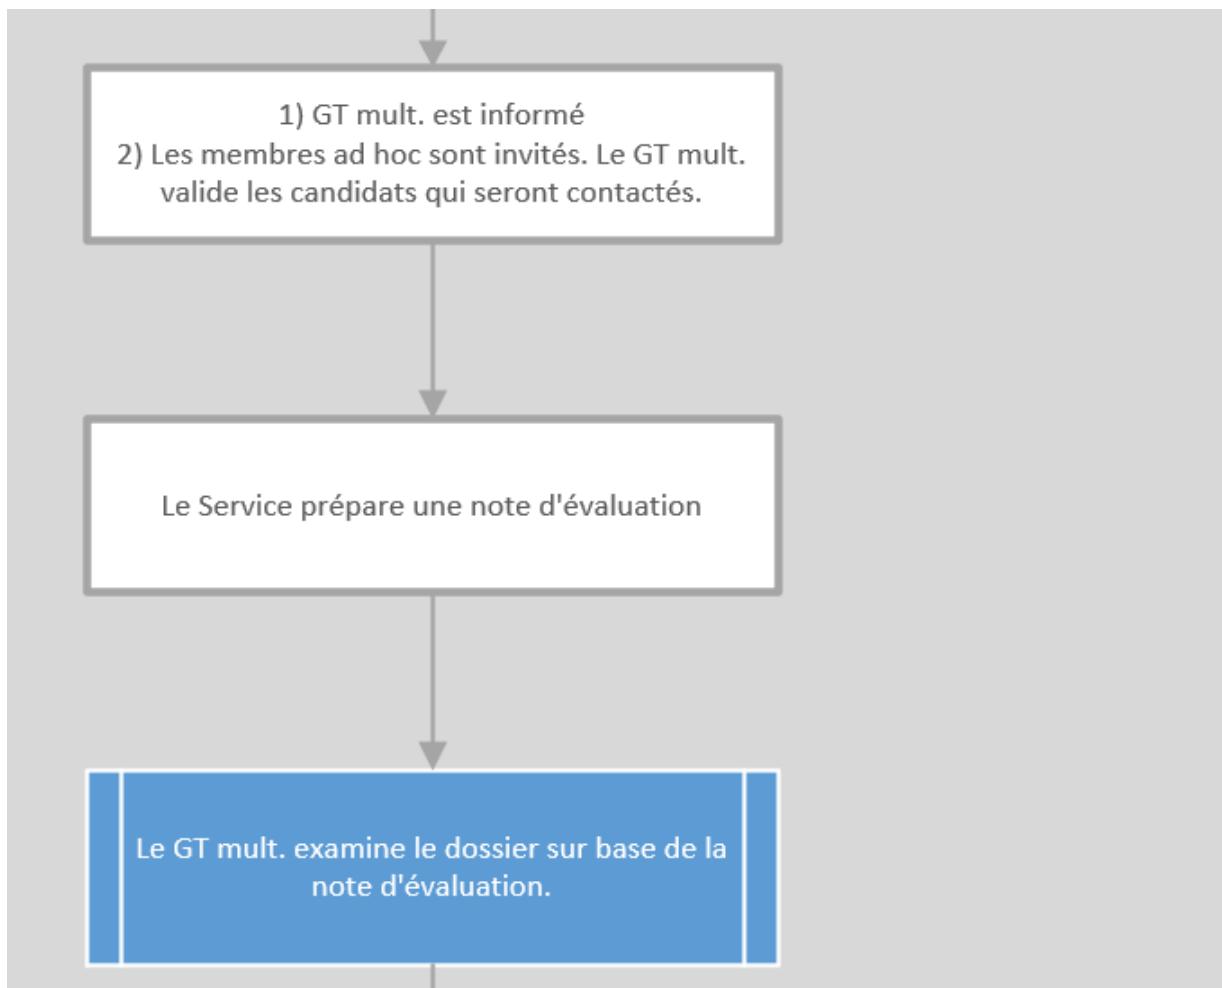 1) GT mult. est informé
2) Les membres ad hoc sont invités. Le GT mult.
valide les candidats qui seront contactés.
Le Service prépare une note d'évaluation
Le GT mult. examine le dossier sur base de la
note d'évaluation.